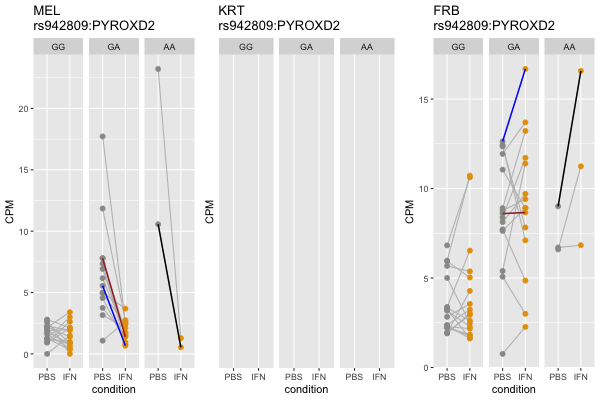 MEL
rs942809:PYROXD2
GG GA AA
CPM
20
15
10
5
0
PBS IFN PBS IFN PBS IFN
condition
KRT
rs942809:PYROXD2
GG GA AA
CPM
PBS IFN PBS IFN PBS IFN
condition
FRB
rs942809:PYROXD2
GG GA AA
CPM
15
10
5
0
PBS IFN PBS IFN PBS IFN
condition